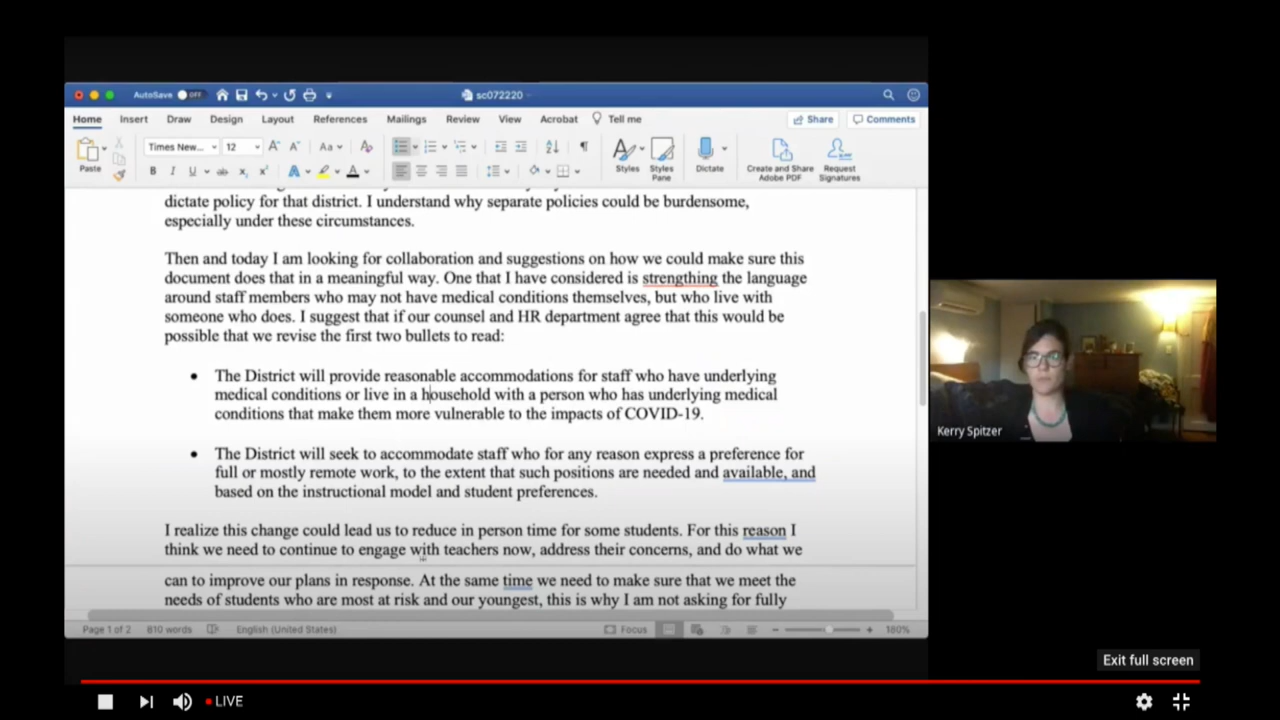 AutoSave OFF
sc072220
Home Insert Draw Design Layout References Mailings Review View Acrobat Tell me Share Comments
Paste
Times New... 12
Aa
B I U ab x₂ x² A A
Styles
Styles Pane
Dictate
Create and Share Adobe PDF
Request Signatures
dictate policy for that district. I understand why separate policies could be burdensome,
especially under these circumstances.
Then and today I am looking for collaboration and suggestions on how we could make sure this
document does that in a meaningful way. One that I have considered is strengthing the language
around staff members who may not have medical conditions themselves, but who live with
someone who does. I suggest that if our counsel and HR department agree that this would be
possible that we revise the first two bullets to read:
• The District will provide reasonable accommodations for staff who have underlying
medical conditions or live in a household with a person who has underlying medical
conditions that make them more vulnerable to the impacts of COVID-19.
• The District will seek to accommodate staff who for any reason express a preference for
full or mostly remote work, to the extent that such positions are needed and available, and
based on the instructional model and student preferences.
I realize this change could lead us to reduce in person time for some students. For this reason I
think we need to continue to engage with teachers now, address their concerns, and do what we
can to improve our plans in response. At the same time we need to make sure that we meet the
needs of students who are most at risk and our youngest, this is why I am not asking for fully
Page 1 of 2 810 words English (United States) Focus 180%
Kerry Spitzer
Exit full screen
LIVE